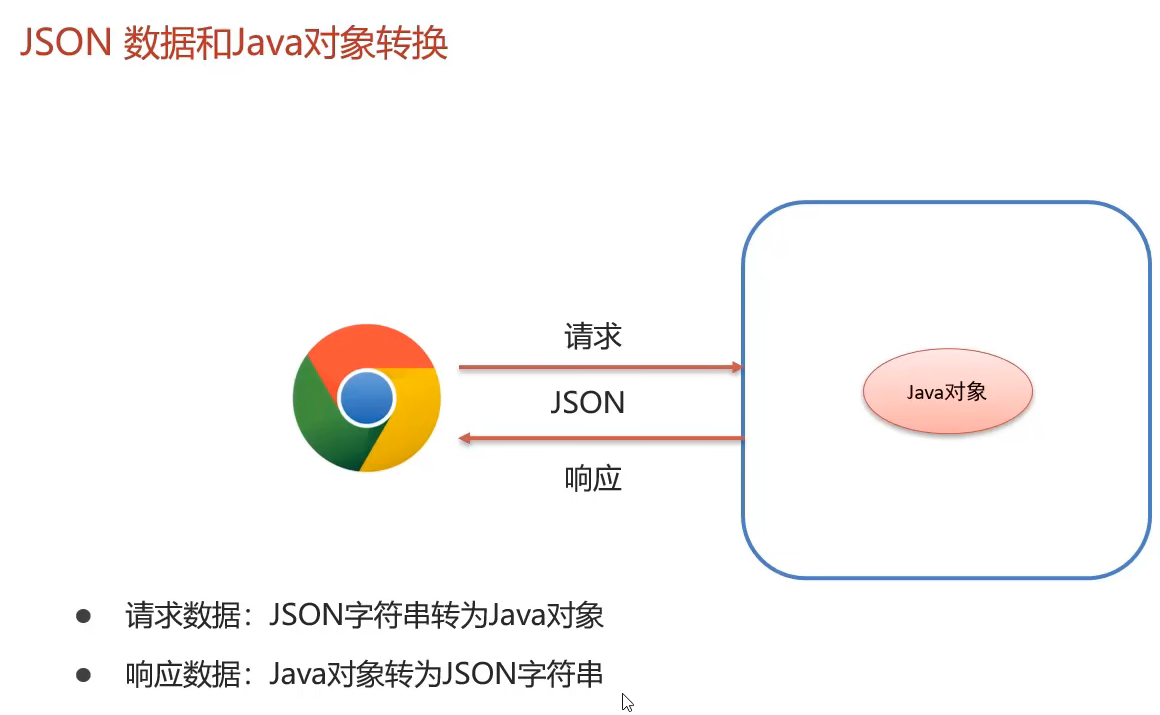 JSON 数据和Java对象转换
请求
JSON
Java对象
响应
● 请求数据：JSON字符串转为Java对象
● 响应数据：Java对象转为JSON字符串